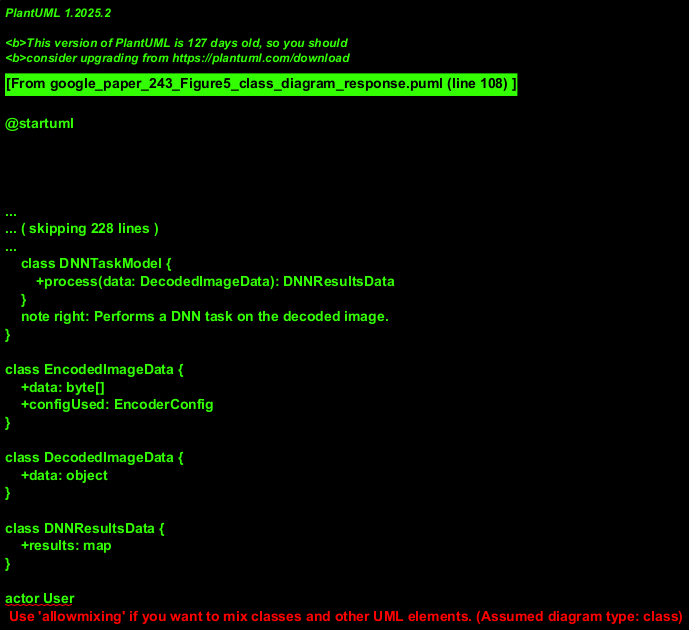 PlantUML 1.2025.2
<b>This version of PlantUML is 127 days old, so you should
<b>consider upgrading from https://plantuml.com/download
[From google_paper_243_Figure5_class_diagram_response.puml (line 108) ]
@startuml
...
... ( skipping 228 lines )
...
class DNNTaskModel {
+process(data: DecodedImageData): DNNResultsData
}
note right: Performs a DNN task on the decoded image.
}
class EncodedImageData {
+data: byte[]
+configUsed: EncoderConfig
}
class DecodedImageData {
+data: object
}
class DNNResultsData {
+results: map
}
actor User
Use 'allowmixing' if you want to mix classes and other UML elements. (Assumed diagram type: class)